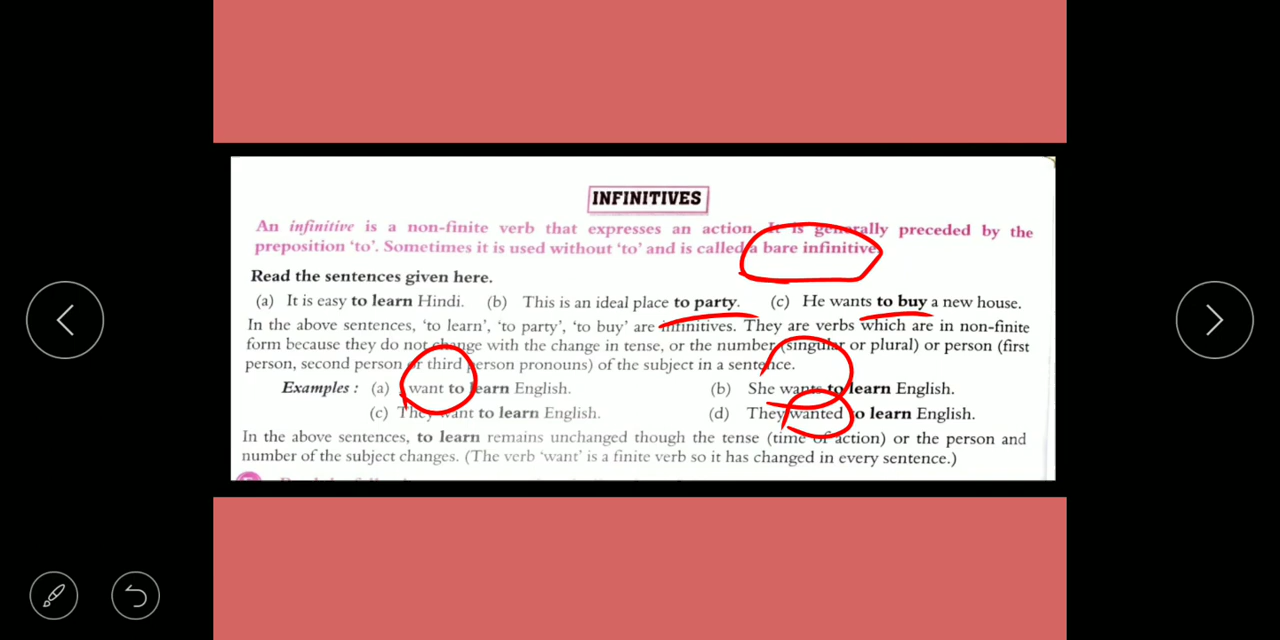 INFINITIVES
An infinitive is a non-finite verb that expresses an action. It is generally preceded by the
preposition 'to'. Sometimes it is used without 'to' and is called a bare infinitive.
Read the sentences given here.
(a) It is easy to learn Hindi. (b) This is an ideal place to party. (c) He wants to buy a new house.
In the above sentences, 'to learn', 'to party', 'to buy' are infinitives. They are verbs which are in non-finite
form because they do not change with the change in tense, or the number (singular or plural) or person (first
person, second person or third person pronouns) of the subject in a sentence.
Examples : (a) I want to learn English. (b) She wants to learn English.
(c) They want to learn English. (d) They wanted to learn English.
In the above sentences, to learn remains unchanged though the tense (time of action) or the person and
number of the subject changes. (The verb 'want' is a finite verb so it has changed in every sentence.)